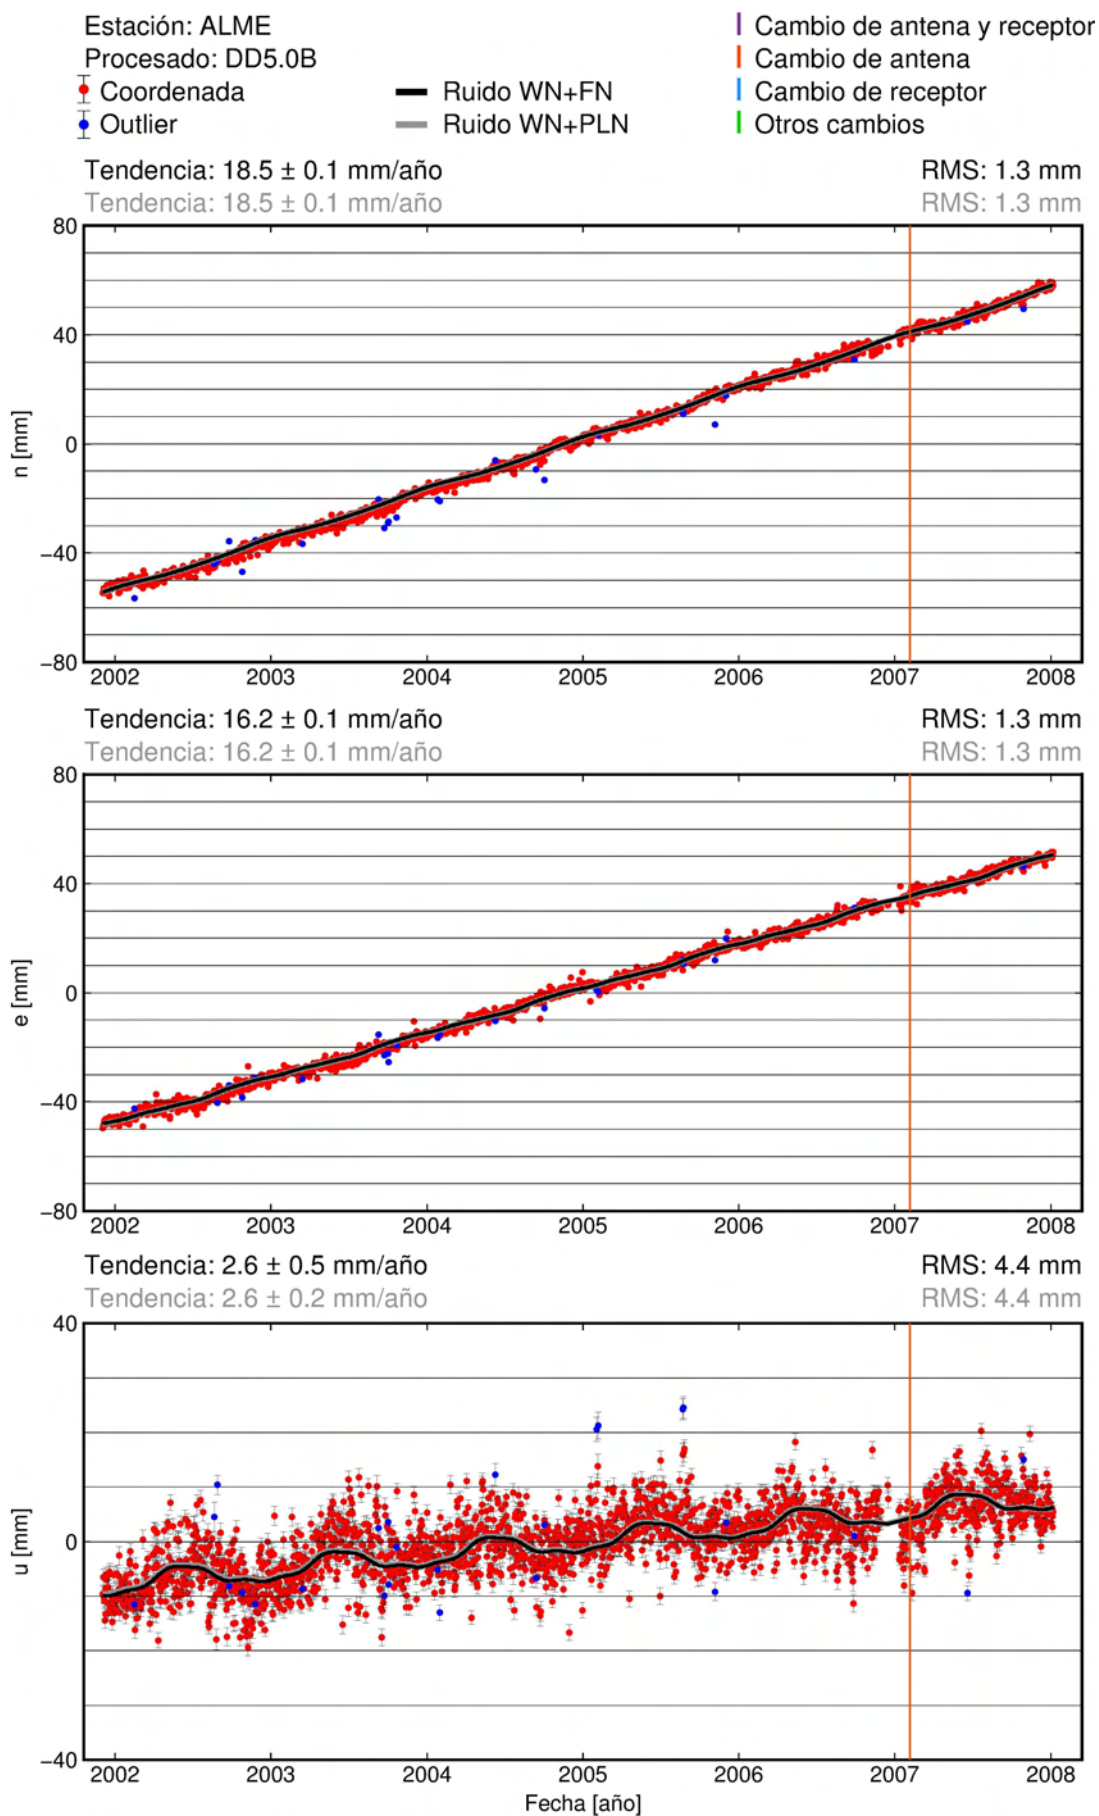 Estación: ALME
Procesado: DD5.0B
Coordenada
Outlier
Ruido WN+FN
Ruido WN+PLN
Cambio de antena y receptor
Cambio de antena
Cambio de receptor
Otros cambios
Tendencia: 18.5 ± 0.1 mm/año RMS: 1.3 mm
Tendencia: 18.5 ± 0.1 mm/año RMS: 1.3 mm
80
40
0
−40
−80
n [mm]
2002 2003 2004 2005 2006 2007 2008
Tendencia: 16.2 ± 0.1 mm/año RMS: 1.3 mm
Tendencia: 16.2 ± 0.1 mm/año RMS: 1.3 mm
80
40
0
−40
−80
e [mm]
2002 2003 2004 2005 2006 2007 2008
Tendencia: 2.6 ± 0.5 mm/año RMS: 4.4 mm
Tendencia: 2.6 ± 0.2 mm/año RMS: 4.4 mm
40
0
−40
u [mm]
2002 2003 2004 2005 2006 2007 2008
Fecha [año]